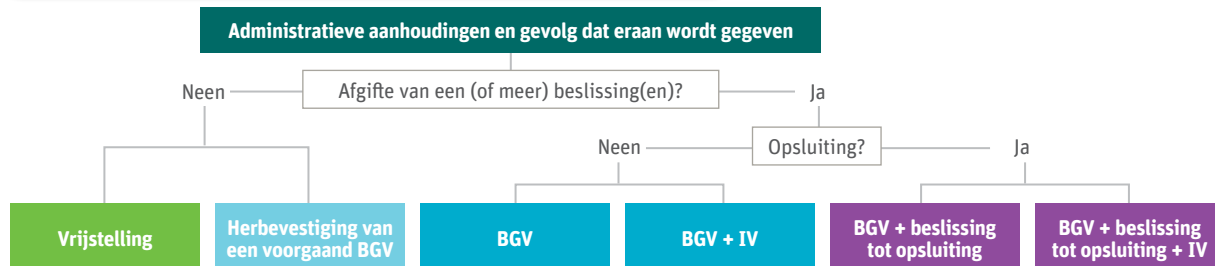 Administratieve aanhoudingen en gevolg dat eraan wordt gegeven
Neen
Afgifte van een (of meer) beslissing(en)?
Ja
Neen
Opsluiting?
Ja
Vrijstelling
Herbevestiging van
een voorgaand BGV
BGV
BGV + IV
BGV + beslissing
tot opsluiting
BGV + beslissing
tot opsluiting + IV